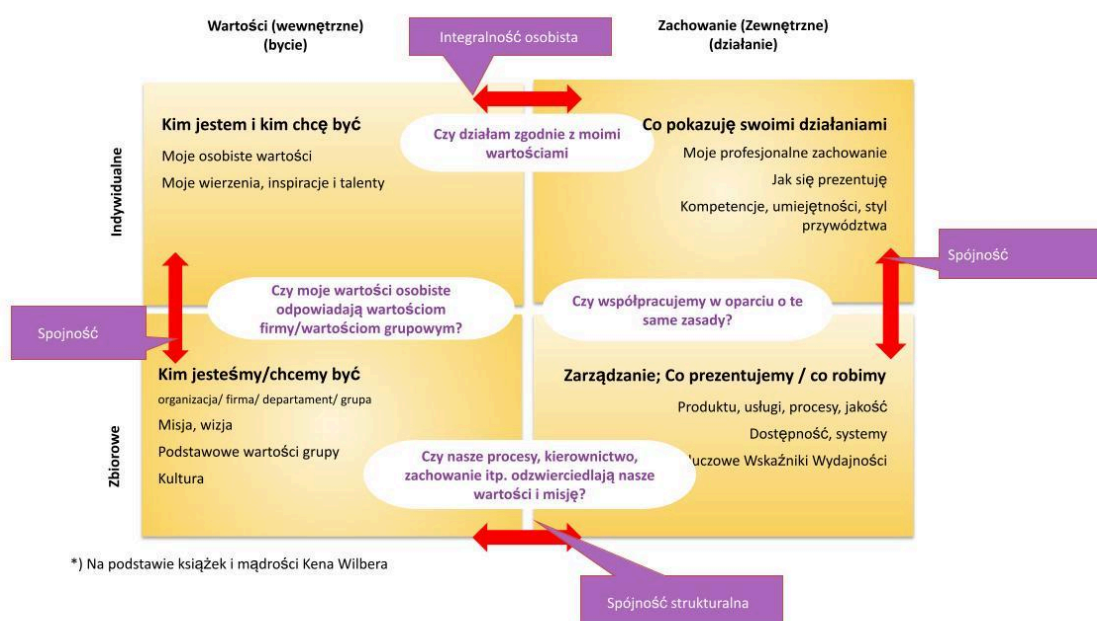 Wartości (wewnętrzne)
(bycie)
Integralność osobista
Zachowanie (Zewnętrzne)
(działanie)
Indywidualne
Kim jestem i kim chcę być
Moje osobiste wartości
Moje wierzenia, inspiracje i talenty
Czy działam zgodnie z moimi
wartościami
Co pokazuję swoimi działaniami
Moje profesjonalne zachowanie
Jak się prezentuję
Kompetencje, umiejętności, styl
przywództwa
Spójność
Czy moje wartości osobiste
odpowiadają wartościom
firmy/wartościom grupowym?
Czy współpracujemy w oparciu o te
same zasady?
Spojność
Zbiorowe
Kim jesteśmy/chcemy być
organizacja/ firma/ departament/ grupa
Misja, wizja
Podstawowe wartości grupy
Kultura
Zarządzanie; Co prezentujemy / co robimy
Produktu, usługi, procesy, jakość
Dostępność, systemy
luczowe Wskaźniki Wydajności
Czy nasze procesy, kierownictwo,
zachowanie itp. odzwierciedlają nasze
wartości i misję?
*) Na podstawie książek i mądrości Kena Wilbera
Spójność strukturalna